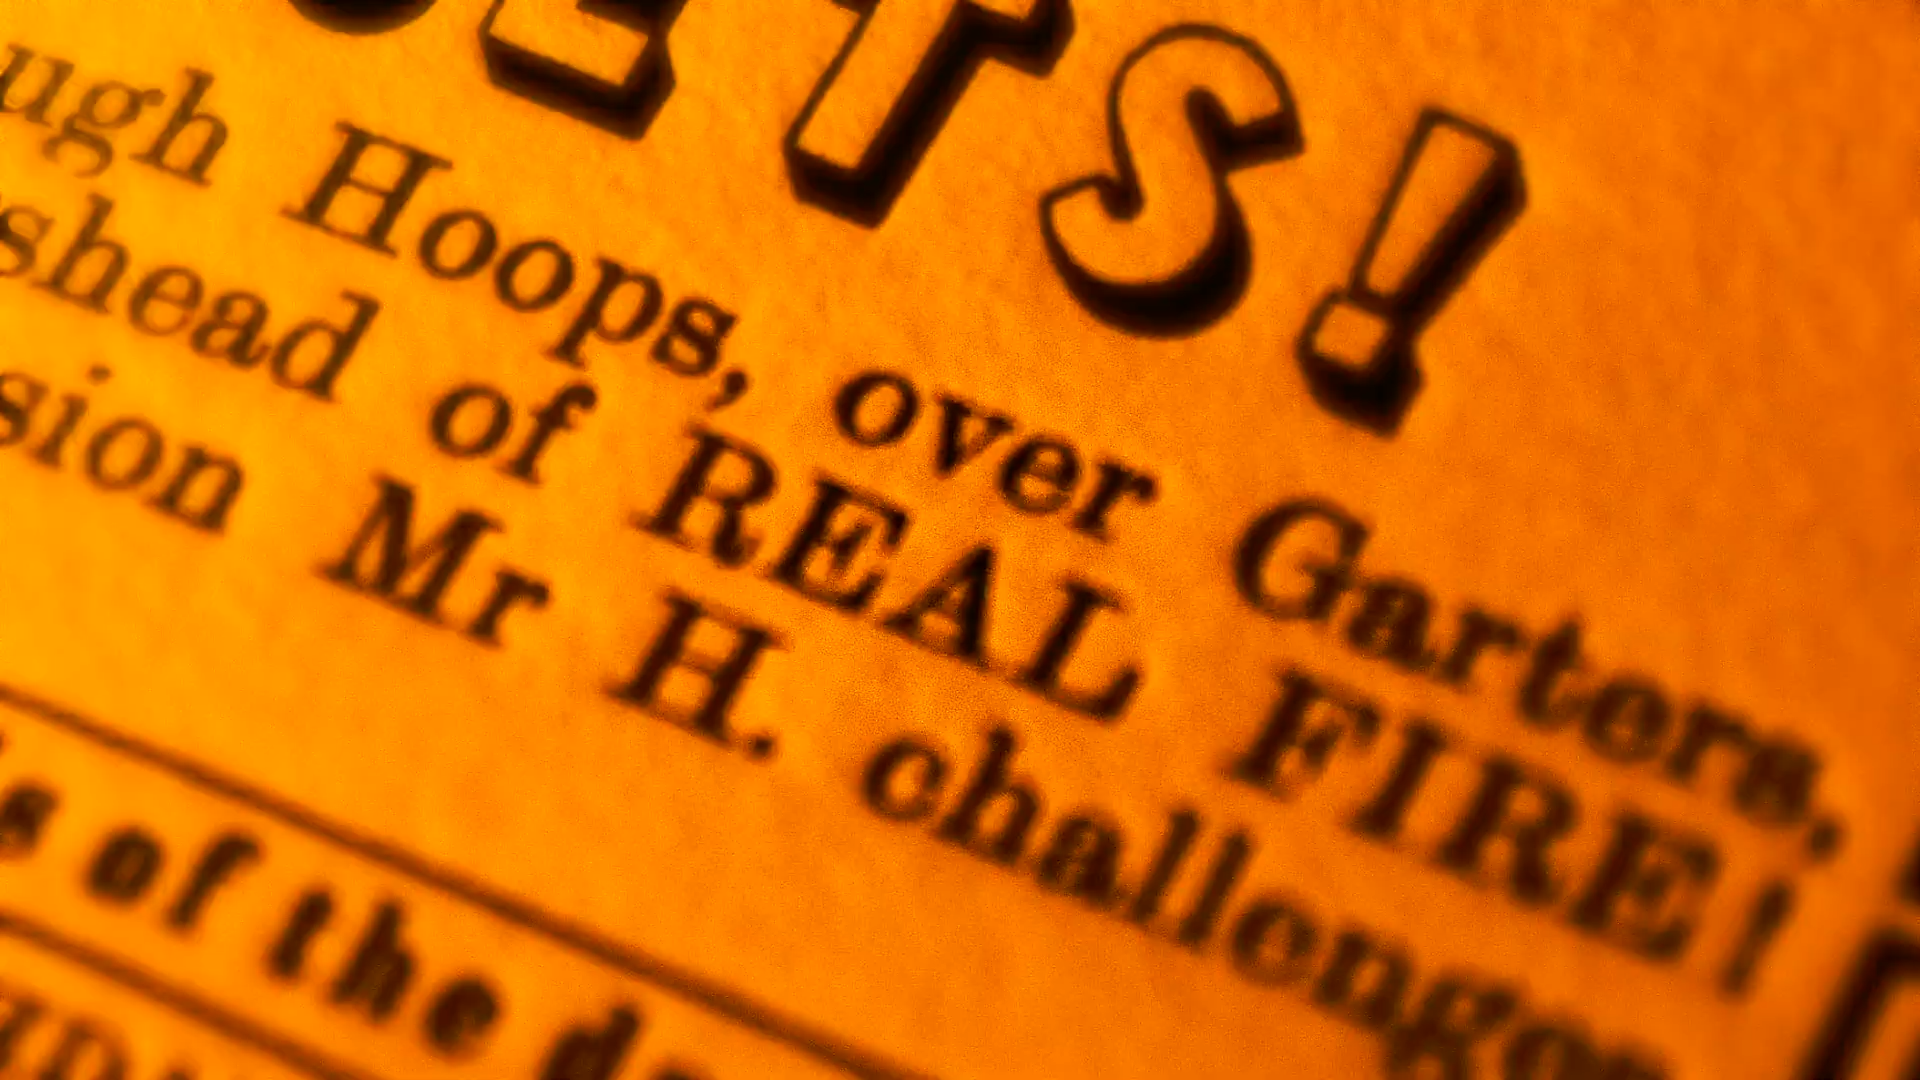 ETS!
ugh Hoops, over Garters,
shead of REAL FIRE!
sion Mr H. challenge
s of the d